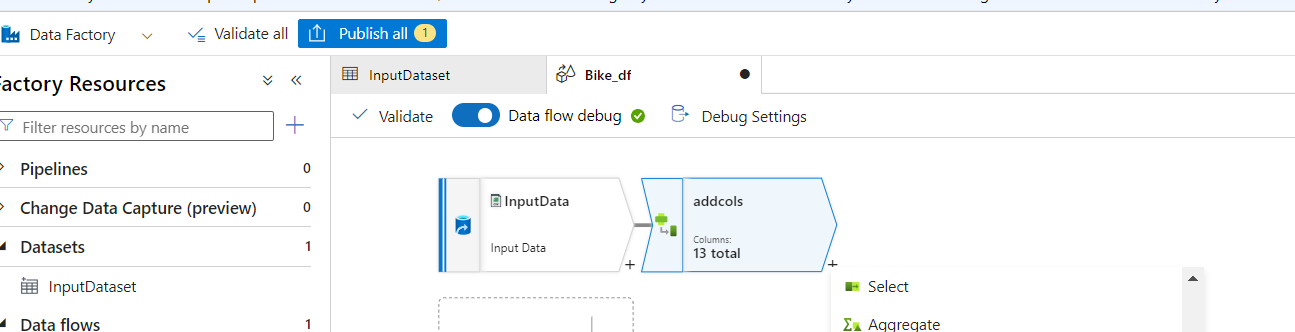 Data Factory
Validate all
Publish all 1
Factory Resources
Filter resources by name
Pipelines 0
Change Data Capture (preview) 0
Datasets 1
InputDataset
Data flows 1
InputDataset
Bike_df
Validate
Data flow debug
Debug Settings
InputData
Input Data
+
addcols
Columns:
13 total
+
Select
Aggregate